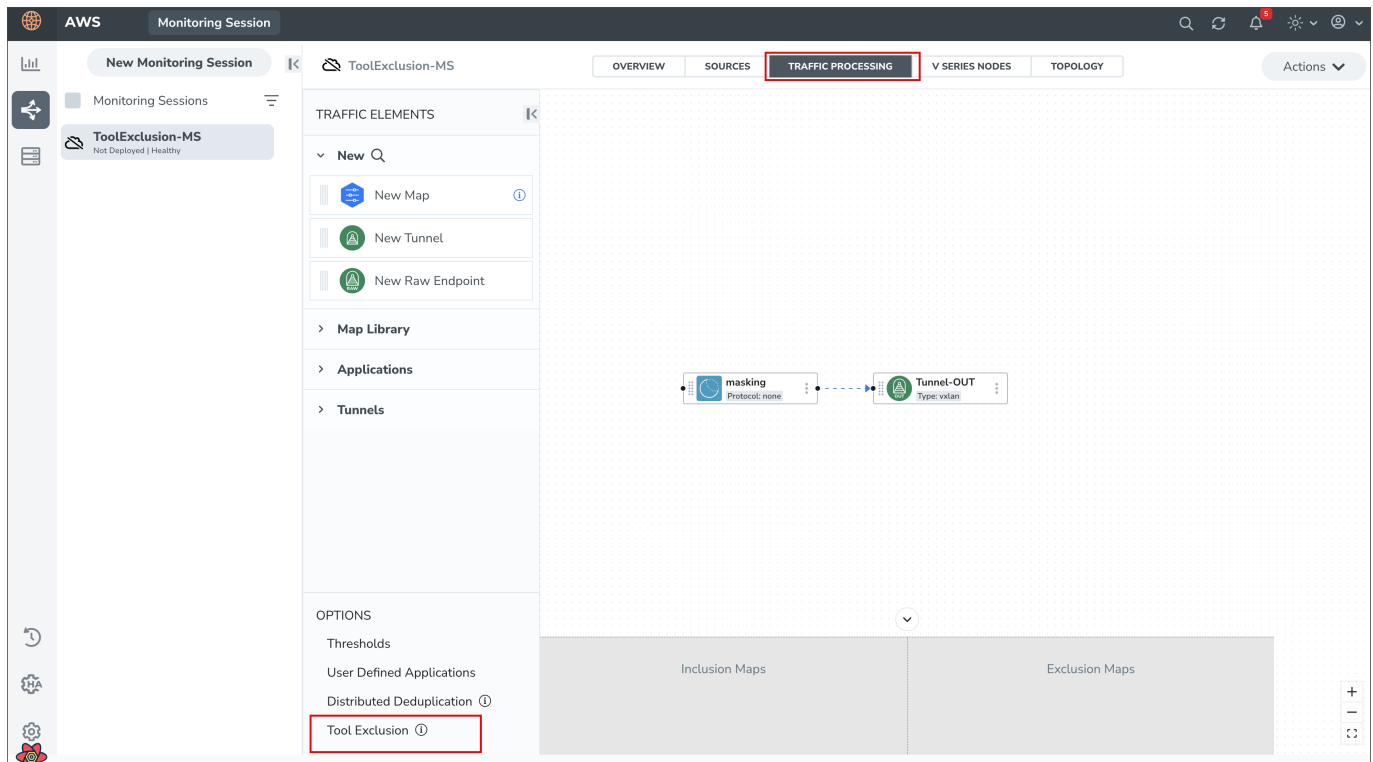 AWS
Monitoring Session
5
New Monitoring Session
ToolExclusion-MS
OVERVIEW
SOURCES
TRAFFIC PROCESSING
V SERIES NODES
TOPOLOGY
Actions
Monitoring Sessions
ToolExclusion-MS
Not Deployed | Healthy
TRAFFIC ELEMENTS
New
New Map
New Tunnel
RAW
New Raw Endpoint
Map Library
Applications
Tunnels
masking
Protocol: none
OUT
Tunnel-OUT
Type: vxlan
OPTIONS
Thresholds
User Defined Applications
Distributed Deduplication
Tool Exclusion
Inclusion Maps
Exclusion Maps
HA